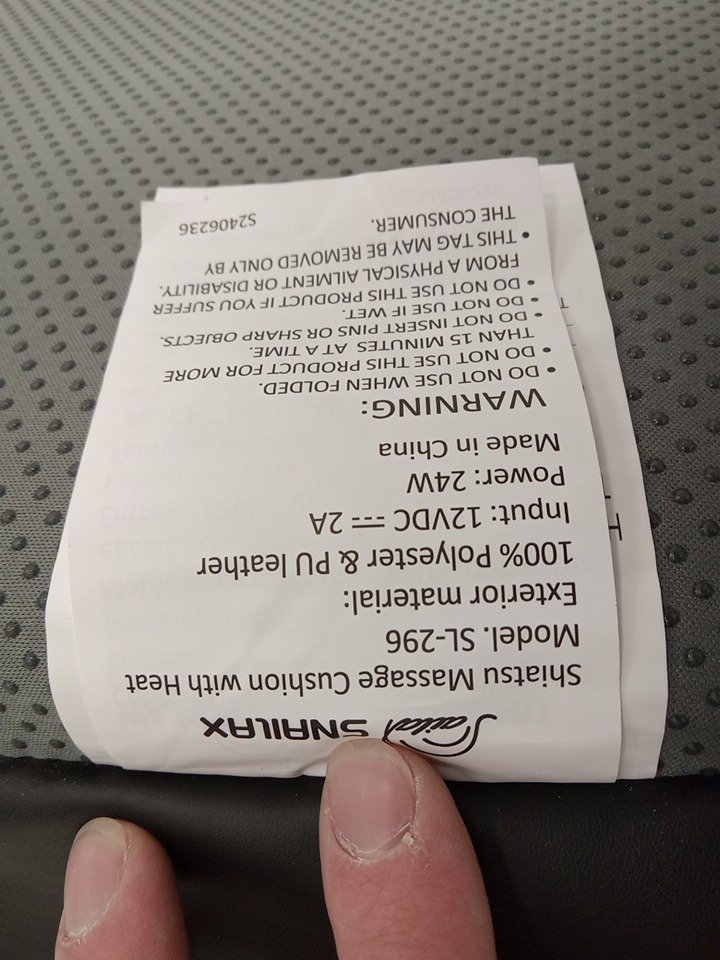 Snailax SNAILAX
Shiatsu Massage Cushion with Heat
Model. SL-296
Exterior material:
100% Polyester & PU leather
Input: 12VDC ⎓ 2A
Power: 24W
Made in China
WARNING:
• DO NOT USE WHEN FOLDED.
• DO NOT USE THIS PRODUCT FOR MORE
THAN 15 MINUTES AT A TIME.
• DO NOT INSERT PINS OR SHARP OBJECTS.
• DO NOT USE IF WET.
• DO NOT USE THIS PRODUCT IF YOU SUFFER
FROM A PHYSICAL AILMENT OR DISABILITY.
• THIS TAG MAY BE REMOVED ONLY BY
THE CONSUMER.
S2406236